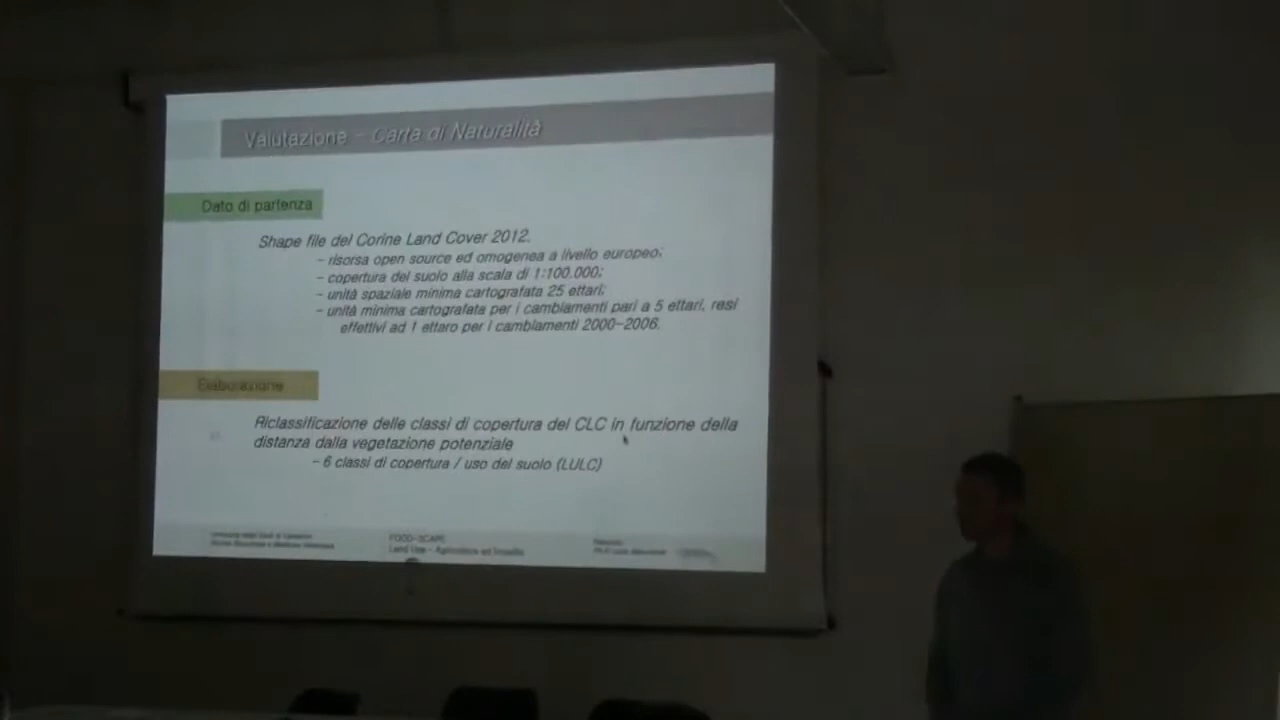 Valutazione – Carta di Naturalità
Dato di partenza
Shape file del Corine Land Cover 2012.
– risorsa open source ed omogenea a livello europeo;
– copertura del suolo alla scala di 1:100.000;
– unità spaziale minima cartografata 25 ettari;
– unità minima cartografata per i cambiamenti pari a 5 ettari, resi
effettivi ad 1 ettaro per i cambiamenti 2000-2006.
Elaborazione
Riclassificazione delle classi di copertura del CLC in funzione della
distanza dalla vegetazione potenziale
– 6 classi di copertura / uso del suolo (LULC)
FOOD-SCAPE
Land Use – Agricoltura ed